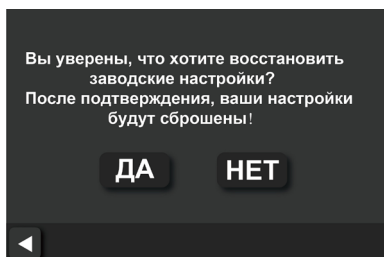 Вы уверены, что хотите восстановить
заводские настройки?
После подтверждения, ваши настройки
будут сброшены!
ДА
НЕТ